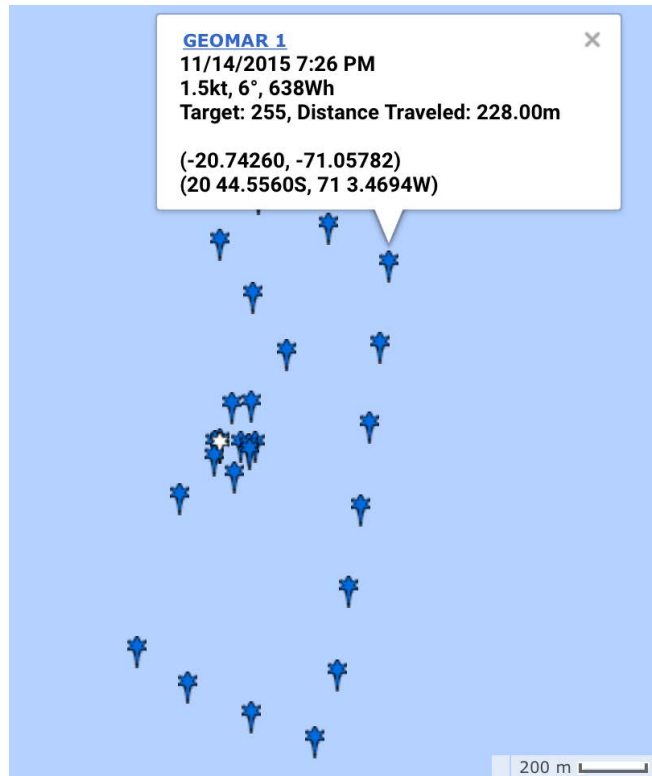 GEOMAR 1
11/14/2015 7:26 PM
1.5kt, 6°, 638Wh
Target: 255, Distance Traveled: 228.00m
(-20.74260, -71.05782)
(20 44.5560S, 71 3.4694W)
200 m